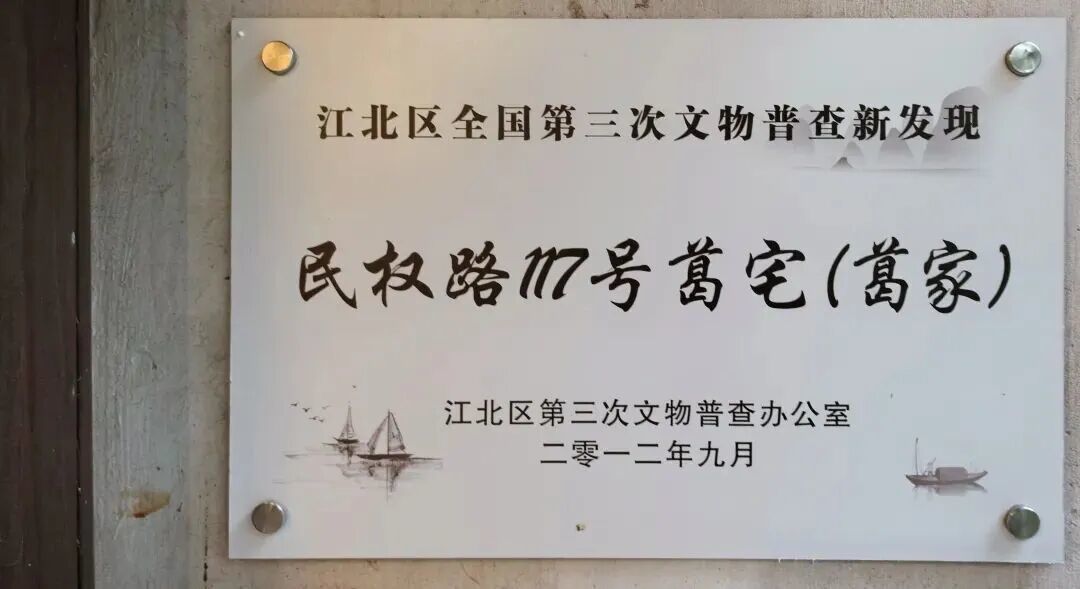 江北区全国第三次文物普查新发现
民权路117号葛宅(葛家)
江北区第三次文物普查办公室
二零一二年九月